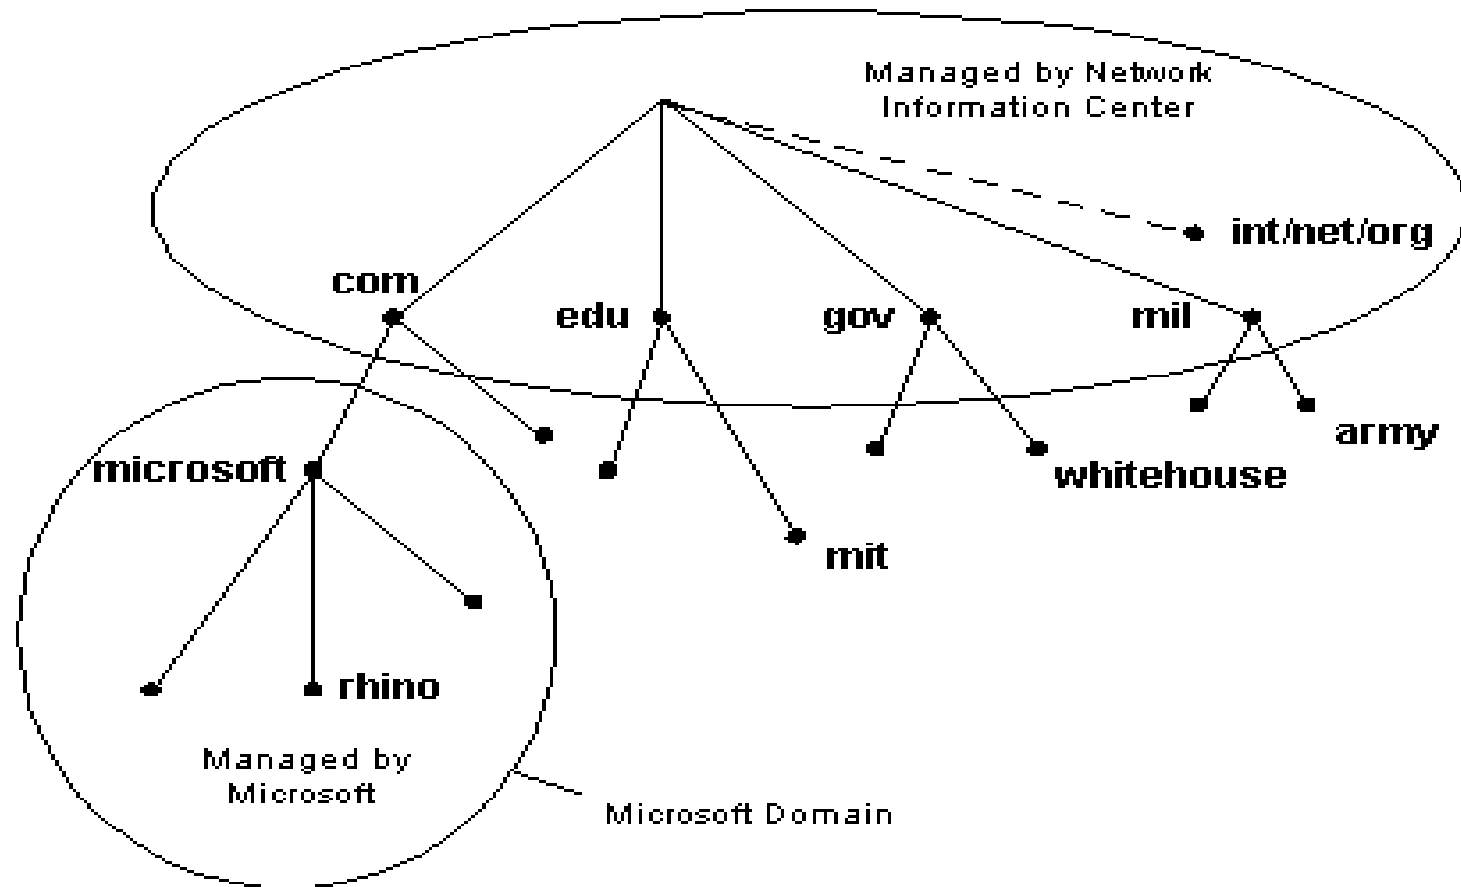 Managed by Network
Information Center
int/net/org
com
edu
gov
mil
army
microsoft
whitehouse
mit
rhino
Managed by
Microsoft
Microsoft Domain